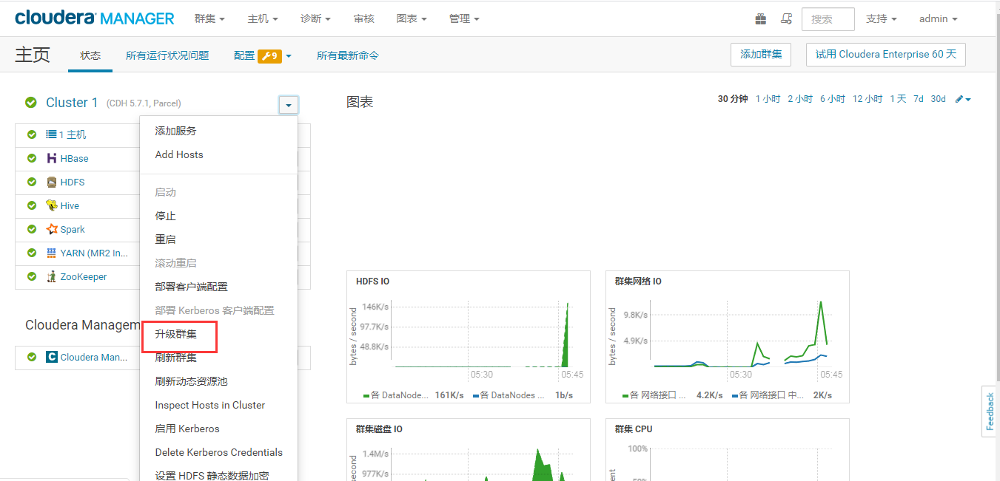 cloudera MANAGER 群集 主机 诊断 审核 图表 管理 搜索 支持 admin
主页 状态 所有运行状况问题 配置 9 所有最新命令 添加群集 试用 Cloudera Enterprise 60 天
Cluster 1 (CDH 5.7.1, Parcel)
1 主机
HBase
HDFS
Hive
Spark
YARN (MR2 In...
ZooKeeper
Cloudera Managem
Cloudera Man...
添加服务
Add Hosts
启动
停止
重启
滚动重启
部署客户端配置
部署 Kerberos 客户端配置
升级群集
刷新群集
刷新动态资源池
Inspect Hosts in Cluster
启用 Kerberos
Delete Kerberos Credentials
设置 HDFS 静态数据加密
图表 30 分钟 1 小时 2 小时 6 小时 12 小时 1 天 7d 30d
HDFS IO
bytes / second
146K/s
97.7K/s
48.8K/s
05:30 05:45
各 DataNode... 161K/s 各 DataNodes ... 1b/s
群集网络 IO
bytes / second
9.8K/s
4.9K/s
05:30 05:45
各 网络接口 ... 4.2K/s 各 网络接口 中... 2K/s
群集磁盘 IO
second
1.4M/s
977K/s
群集 CPU
100%
Feedback